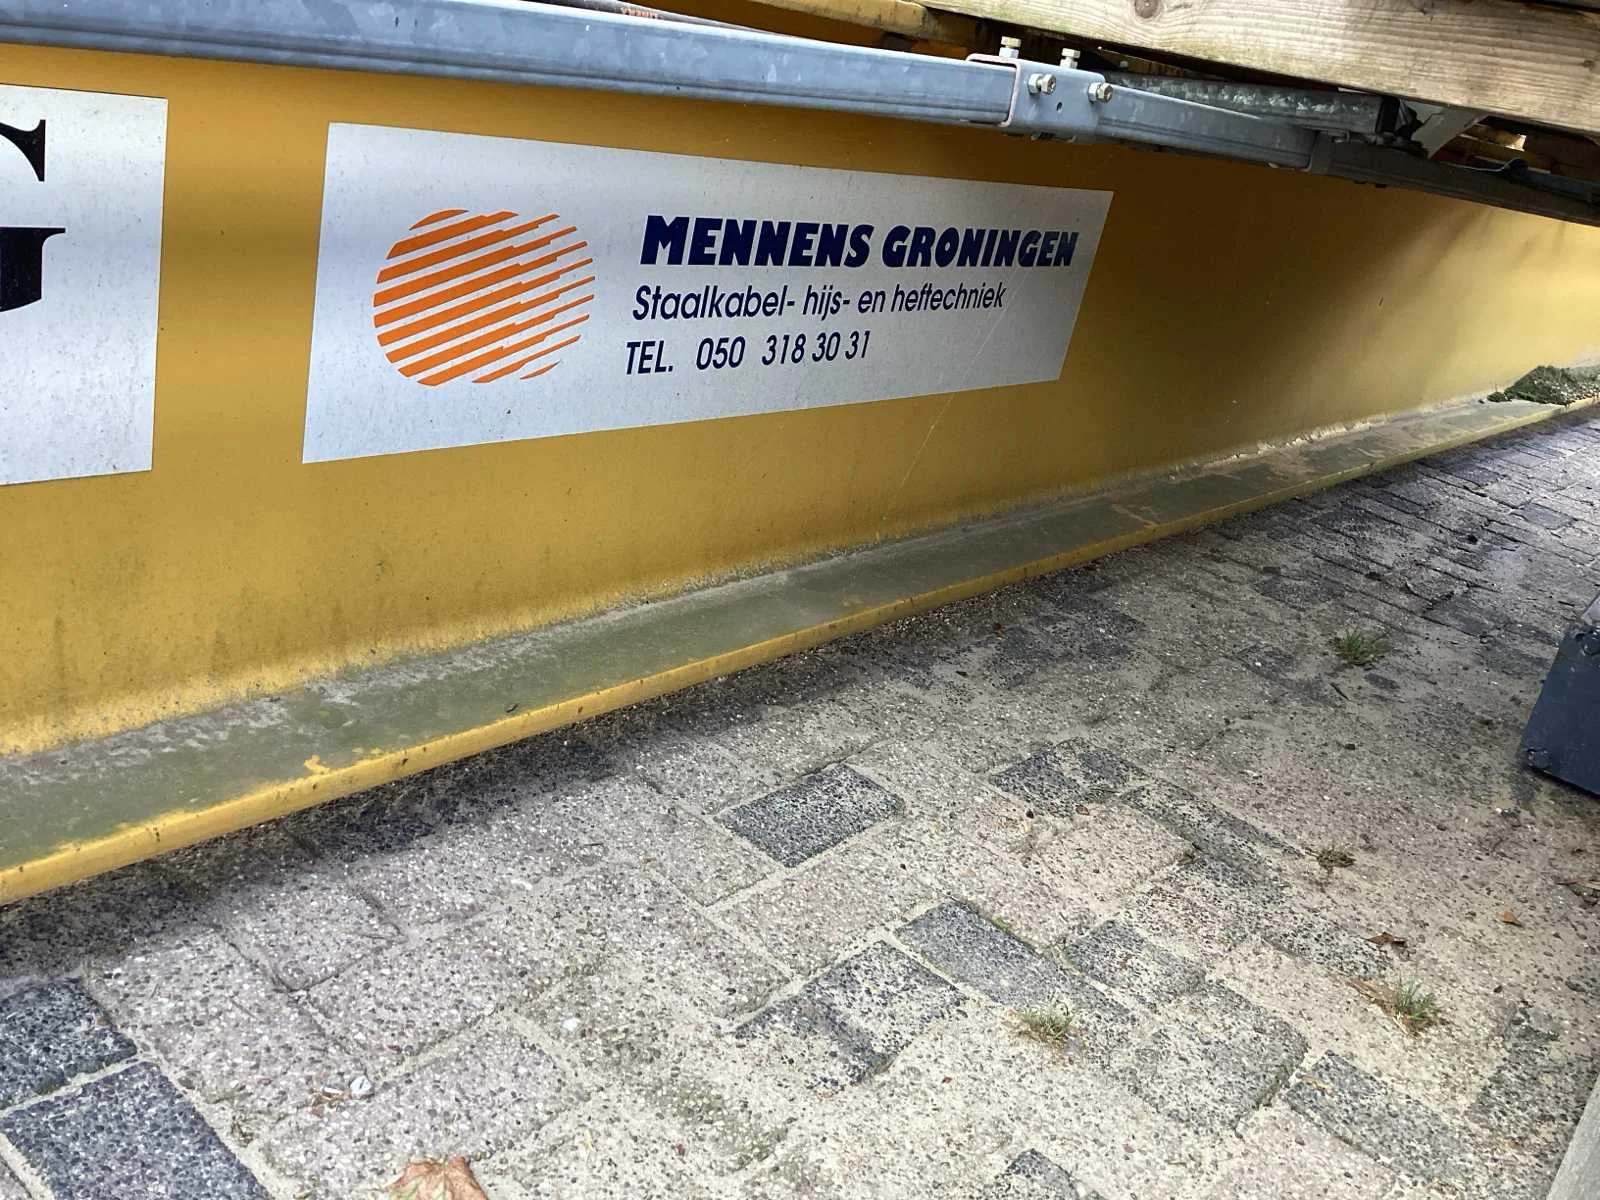 G
MENNENS GRONINGEN
Staalkabel- hijs- en heftechniek
TEL. 050 318 30 31